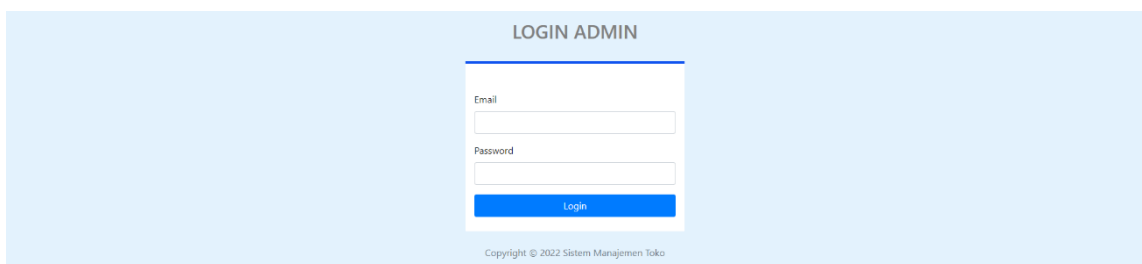 LOGIN ADMIN
Email
Password
Login
Copyright © 2022 Sistem Manajemen Toko